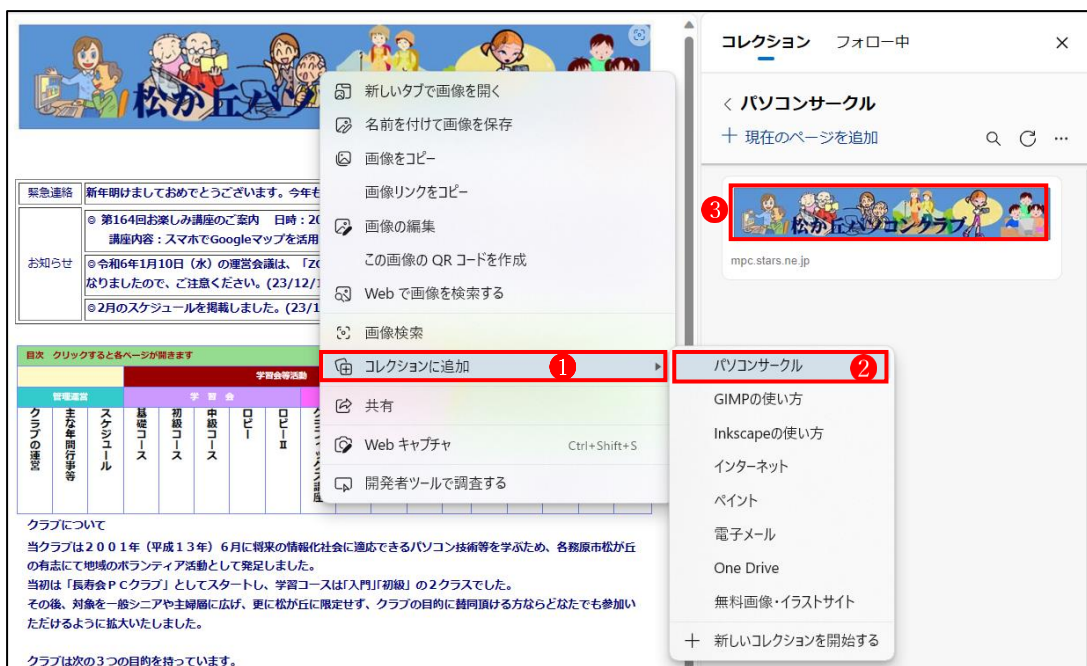 松が丘パソ
緊急連絡
新年明けましておめでとうございます。今年も
お知らせ
◎ 第164回お楽しみ講座のご案内 日時：20
講座内容：スマホでGoogleマップを活用
◎令和6年1月10日（水）の運営会議は、「ZO
なりましたので、ご注意ください。(23/12/
◎2月のスケジュールを掲載しました。(23/1
目次 クリックすると各ページが開きます
学習会等活動
管理運営
学 習 会
クラブの運営
主な年間行事等
スケジュール
基礎コース
初級コース
中級コース
ロビー
ロビーⅡ
クラブについて
当クラブは２００１年（平成１３年）６月に将来の情報化社会に適応できるパソコン技術等を学ぶため、各務原市松が丘
の有志にて地域のボランティア活動として発足しました。
当初は「長寿会ＰＣクラブ」としてスタートし、学習コースは「入門」「初級」の２クラスでした。
その後、対象を一般シニアや主婦層に広げ、更に松が丘に限定せず、クラブの目的に賛同頂ける方ならどなたでも参加い
ただけるように拡大いたしました。
クラブは次の３つの目的を持っています。
新しいタブで画像を開く
名前を付けて画像を保存
画像をコピー
画像リンクをコピー
画像の編集
この画像の QR コードを作成
Web で画像を検索する
画像検索
コレクションに追加 1
共有
Web キャプチャ Ctrl+Shift+S
開発者ツールで調査する
パソコンサークル 2
GIMPの使い方
Inkscapeの使い方
インターネット
ペイント
電子メール
One Drive
無料画像・イラストサイト
＋ 新しいコレクションを開始する
コレクション フォロー中
パソコンサークル
＋ 現在のページを追加
3
松が丘パソコンクラブ
mpc.stars.ne.jp